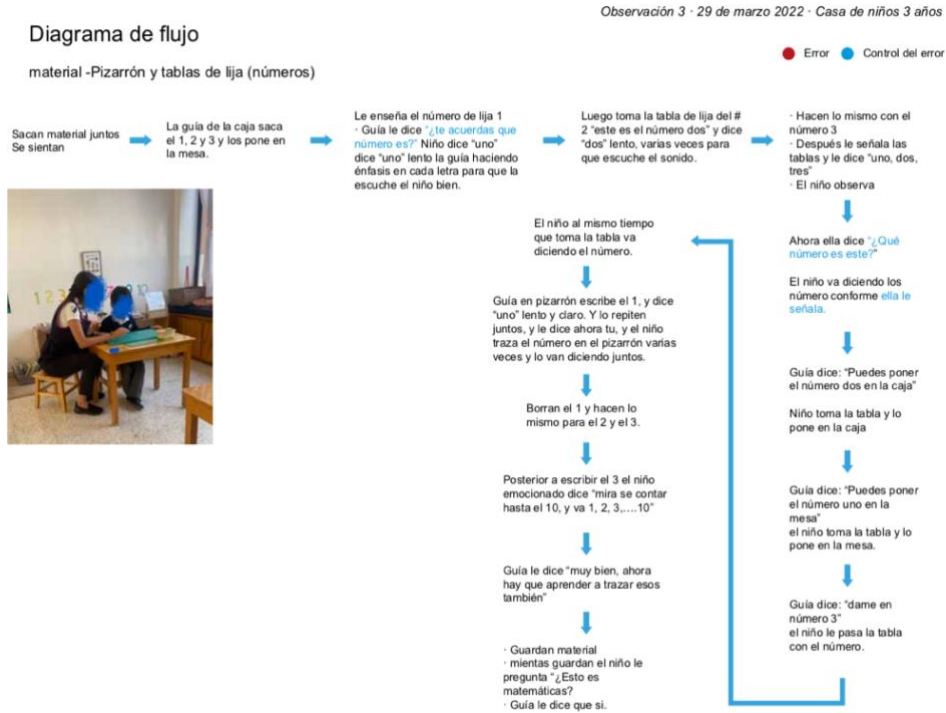 Observación 3 · 29 de marzo 2022 · Casa de niños 3 años
Diagrama de flujo
Error
Control del error
material -Pizarrón y tablas de lija (números)
Sacan material juntos
Se sientan
La guía de la caja saca
el 1, 2 y 3 y los pone en
la mesa.
Le enseña el número de lija 1
· Guía le dice “¿te acuerdas que
número es?” Niño dice “uno”
dice “uno” lento la guía haciendo
énfasis en cada letra para que la
escuche el niño bien.
Luego toma la tabla de lija del #
2 “este es el número dos” y dice
“dos” lento, varias veces para
que escuche el sonido.
· Hacen lo mismo con el
número 3
· Después le señala las
tablas y le dice “uno, dos,
tres”
· El niño observa
Ahora ella dice “¿Qué
número es este?”
El niño va diciendo los
número conforme ella le
señala.
Guía dice: “Puedes poner
el número dos en la caja”
Niño toma la tabla y lo
pone en la caja
Guía dice: “Puedes poner
el número uno en la
mesa”
el niño toma la tabla y lo
pone en la mesa.
Guía dice: “dame en
número 3”
el niño le pasa la tabla
con el número.
El niño al mismo tiempo
que toma la tabla va
diciendo el número.
Guía en pizarrón escribe el 1, y dice
“uno” lento y claro. Y lo repiten
juntos, y le dice ahora tu, y el niño
traza el número en el pizarrón varias
veces y lo van diciendo juntos.
Borran el 1 y hacen lo
mismo para el 2 y el 3.
Posterior a escribir el 3 el niño
emocionado dice “mira se contar
hasta el 10, y va 1, 2, 3,....10”
Guía le dice “muy bien, ahora
hay que aprender a trazar esos
también”
· Guardan material
· mientas guardan el niño le
pregunta “¿Esto es
matemáticas?
· Guía le dice que si.
1 2 3